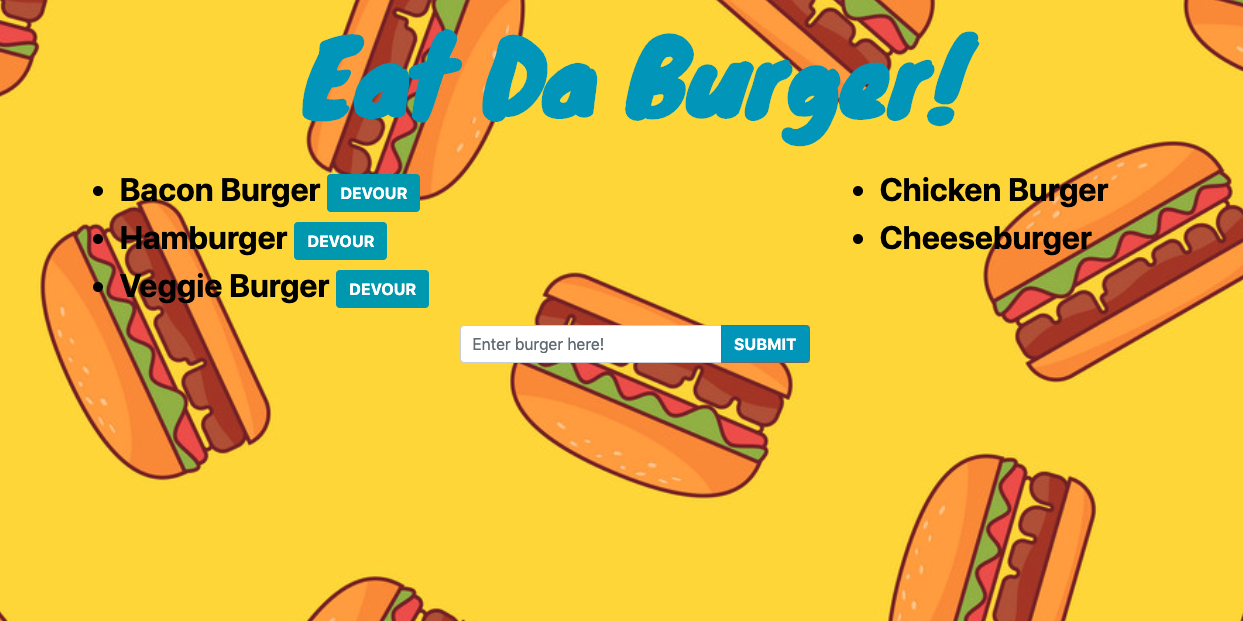 Eat Da Burger!
Bacon Burger DEVOUR
Hamburger DEVOUR
Veggie Burger DEVOUR
Chicken Burger
Cheeseburger
Enter burger here! SUBMIT